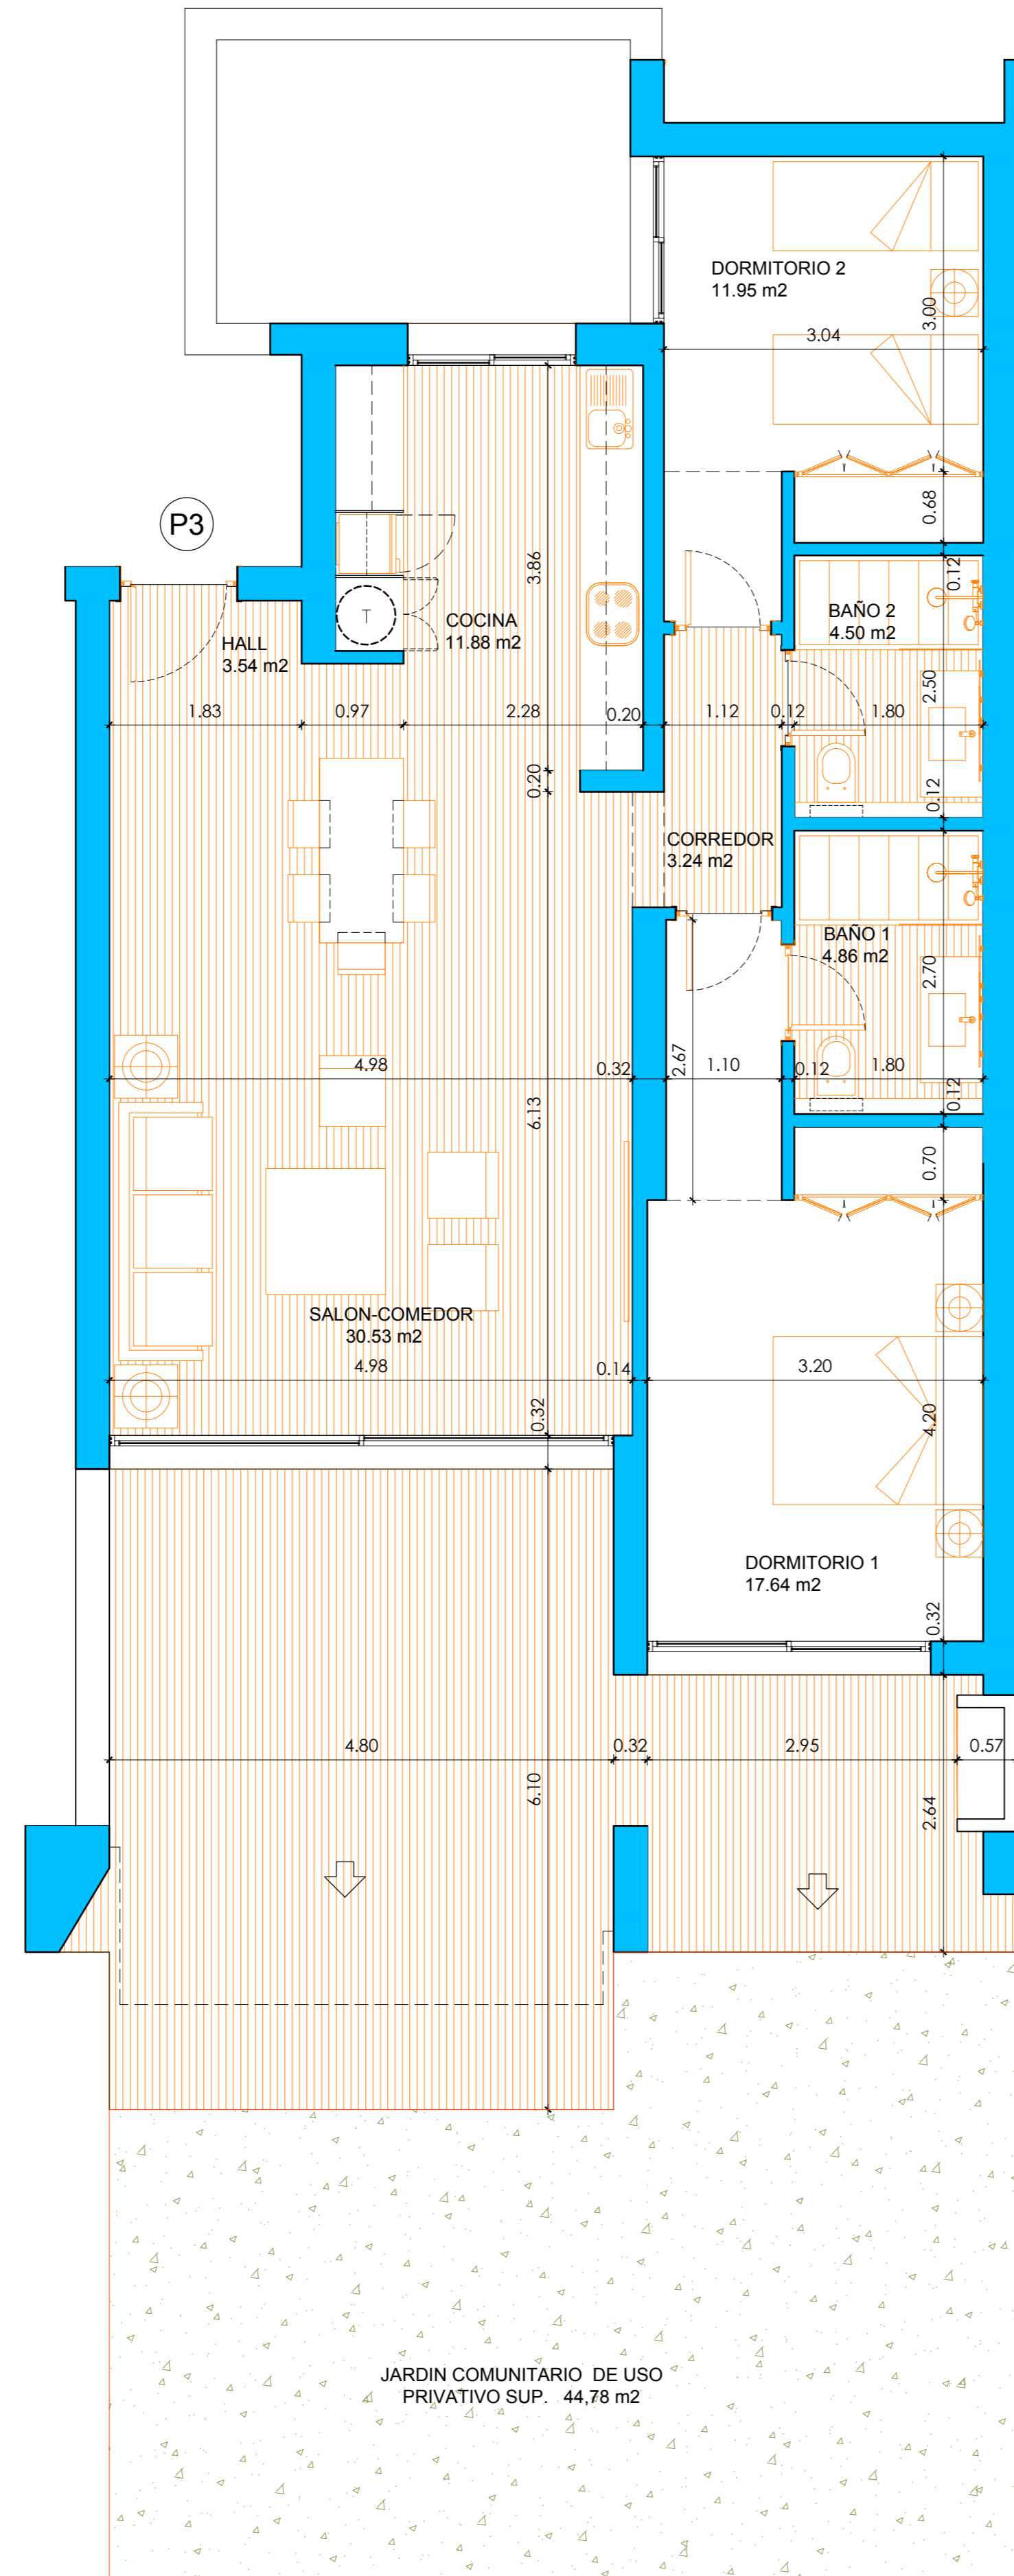 DORMITORIO 2
11.95 m2
3.00
3.04
0.68
P3
3.86
0.12
BAÑO 2
4.50 m2
COCINA
11.88 m2
T
HALL
3.54 m2
2.50
1.83
0.97
2.28
0.20
1.12
0.12
1.80
0.20
0.12
CORREDOR
3.24 m2
BAÑO 1
4.86 m2
2.70
4.98
0.32
2.67
1.10
0.12
1.80
0.12
6.13
0.70
SALON-COMEDOR
30.53 m2
4.98
0.14
3.20
0.32
4.20
DORMITORIO 1
17.64 m2
0.32
4.80
0.32
2.95
0.57
6.10
2.64
JARDIN COMUNITARIO DE USO
PRIVATIVO SUP. 44,78 m2